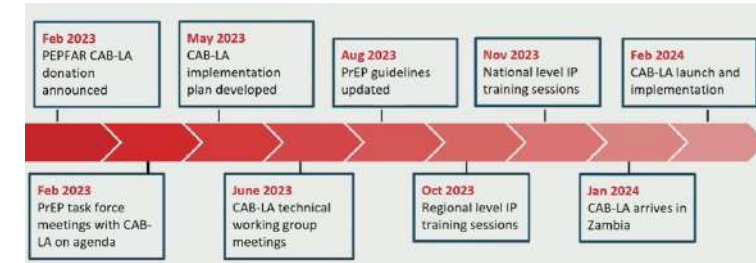 Feb 2023
PEPFAR CAB-LA
donation
announced
May 2023
CAB-LA
implementation
plan developed
Aug 2023
PrEP guidelines
updated
Nov 2023
National level IP
training sessions
Feb 2024
CAB-LA launch and
implementation
Feb 2023
PrEP task force
meetings with CAB-
LA on agenda
June 2023
CAB-LA technical
working group
meetings
Oct 2023
Regional level IP
training sessions
Jan 2024
CAB-LA arrives in
Zambia